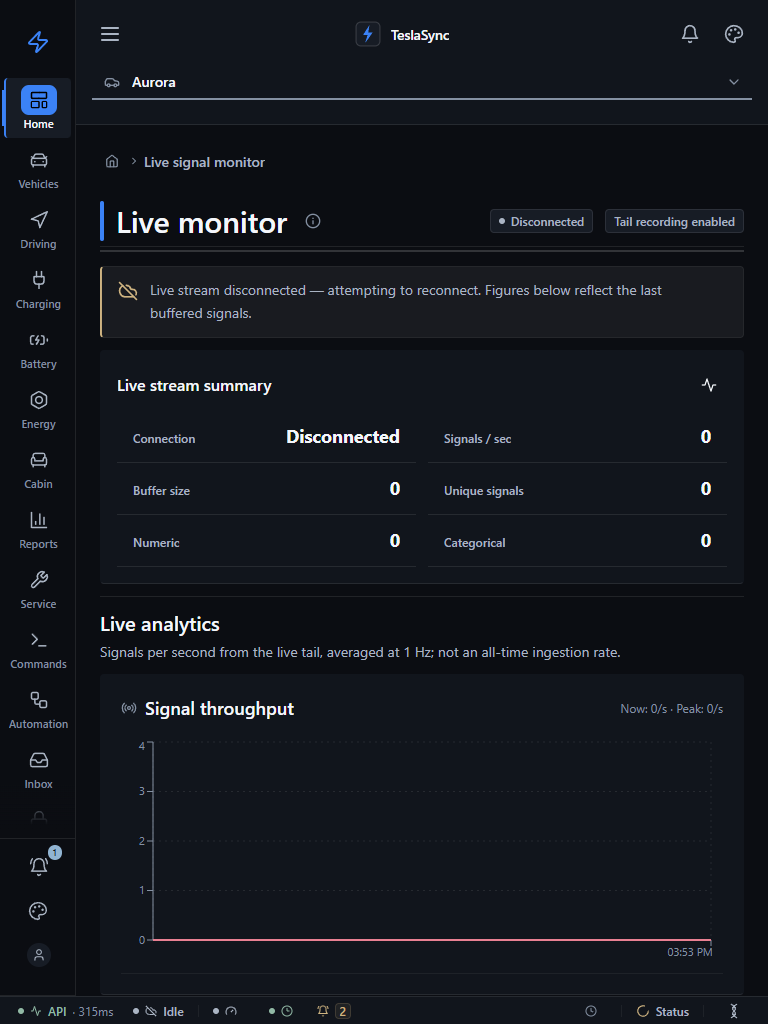 TeslaSync
Aurora
Home
Vehicles
Driving
Charging
Battery
Energy
Cabin
Reports
Service
Commands
Automation
Inbox
1
Live signal monitor
Live monitor
Disconnected
Tail recording enabled
Live stream disconnected — attempting to reconnect. Figures below reflect the last
buffered signals.
Live stream summary
Connection Disconnected
Signals / sec 0
Buffer size 0
Unique signals 0
Numeric 0
Categorical 0
Live analytics
Signals per second from the live tail, averaged at 1 Hz; not an all-time ingestion rate.
Signal throughput
Now: 0/s · Peak: 0/s
4
3
2
1
0
03:53 PM
API · 315ms
Idle
2
Status